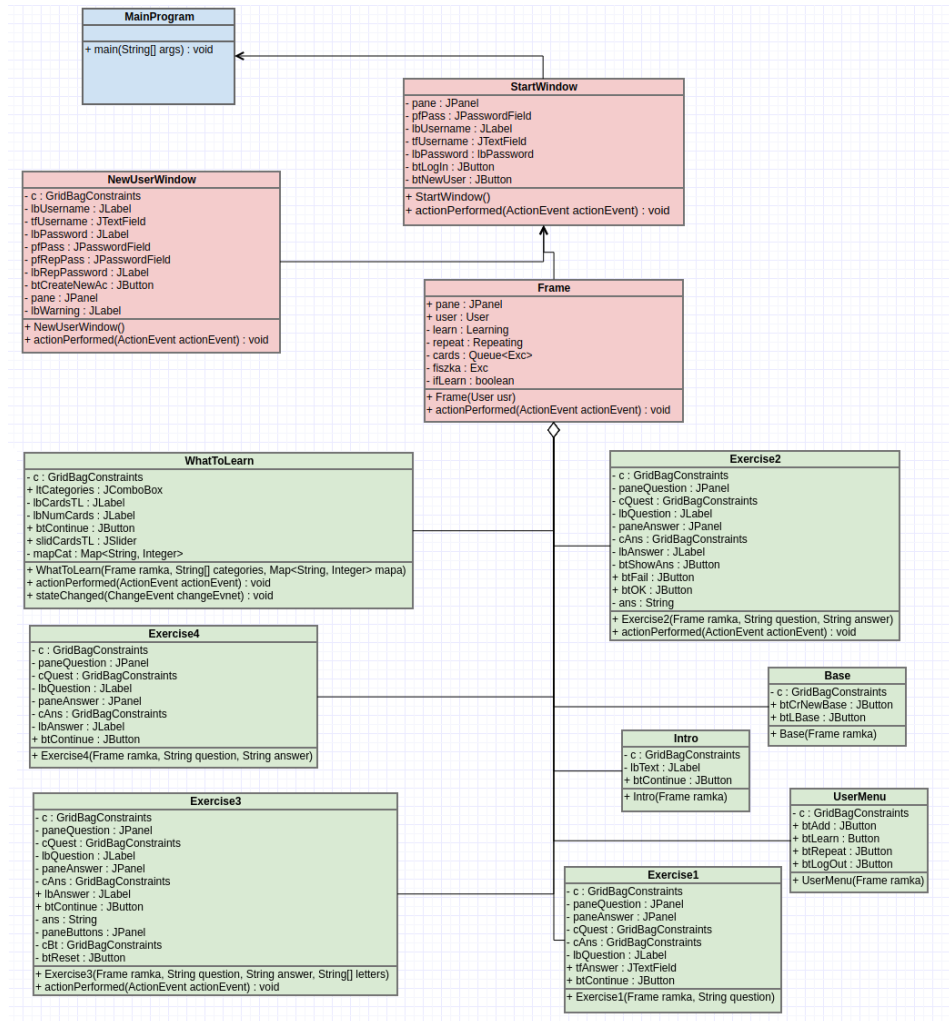 MainProgram
+ main(String[] args) : void
StartWindow
- pane : JPanel
- pfPass : JPasswordField
- lbUsername : JLabel
- tfUsername : JTextField
- lbPassword : lbPassword
- btLogIn : JButton
- btNewUser : JButton
+ StartWindow()
+ actionPerformed(ActionEvent actionEvent) : void
NewUserWindow
- c : GridBagConstraints
- lbUsername : JLabel
- tfUsername : JTextField
- lbPassword : JLabel
- pfPass : JPasswordField
- pfRepPass : JPasswordField
- lbRepPassword : JLabel
- btCreateNewAc : JButton
- pane : JPanel
- lbWarning : JLabel
+ NewUserWindow()
+ actionPerformed(ActionEvent actionEvent) : void
Frame
+ pane : JPanel
+ user : User
- learn : Learning
- repeat : Repeating
- cards : Queue<Exc>
- fiszka : Exc
- ifLearn : boolean
+ Frame(User usr)
+ actionPerformed(ActionEvent actionEvent) : void
WhatToLearn
- c : GridBagConstraints
+ ltCategories : JComboBox
- lbCardsTL : JLabel
- lbNumCards : JLabel
+ btContinue : JButton
+ slidCardsTL : JSlider
- mapCat : Map<String, Integer>
+ WhatToLearn(Frame ramka, String[] categories, Map<String, Integer> mapa)
+ actionPerformed(ActionEvent actionEvent) : void
+ stateChanged(ChangeEvent changeEvnet) : void
Exercise2
- c : GridBagConstraints
- paneQuestion : JPanel
- cQuest : GridBagConstraints
- lbQuestion : JLabel
- paneAnswer : JPanel
- cAns : GridBagConstraints
- lbAnswer : JLabel
- btShowAns : JButton
+ btFail : JButton
+ btOK : JButton
- ans : String
+ Exercise2(Frame ramka, String question, String answer)
+ actionPerformed(ActionEvent actionEvent) : void
Exercise4
- c : GridBagConstraints
- paneQuestion : JPanel
- cQuest : GridBagConstraints
- lbQuestion : JLabel
- paneAnswer : JPanel
- cAns : GridBagConstraints
- lbAnswer : JLabel
+ btContinue : JButton
+ Exercise4(Frame ramka, String question, String answer)
Base
- c : GridBagConstraints
+ btCrNewBase : JButton
+ btLBase : JButton
+ Base(Frame ramka)
Intro
- c : GridBagConstraints
- lbText : JLabel
+ btContinue : JButton
+ Intro(Frame ramka)
Exercise3
- c : GridBagConstraints
- paneQuestion : JPanel
- cQuest : GridBagConstraints
- lbQuestion : JLabel
- paneAnswer : JPanel
- cAns : GridBagConstraints
+ lbAnswer : JLabel
+ btContinue : JButton
- ans : String
- paneButtons : JPanel
- cBt : GridBagConstraints
- btReset : JButton
+ Exercise3(Frame ramka, String question, String answer, String[] letters)
+ actionPerformed(ActionEvent actionEvent) : void
UserMenu
- c : GridBagConstraints
+ btAdd : JButton
+ btLearn : Button
+ btRepeat : JButton
+ btLogOut : JButton
+ UserMenu(Frame ramka)
Exercise1
- c : GridBagConstraints
- paneQuestion : JPanel
- paneAnswer : JPanel
- cQuest : GridBagConstraints
- cAns : GridBagConstraints
- lbQuestion : JLabel
+ tfAnswer : JTextField
+ btContinue : JButton
+ Exercise1(Frame ramka, String question)